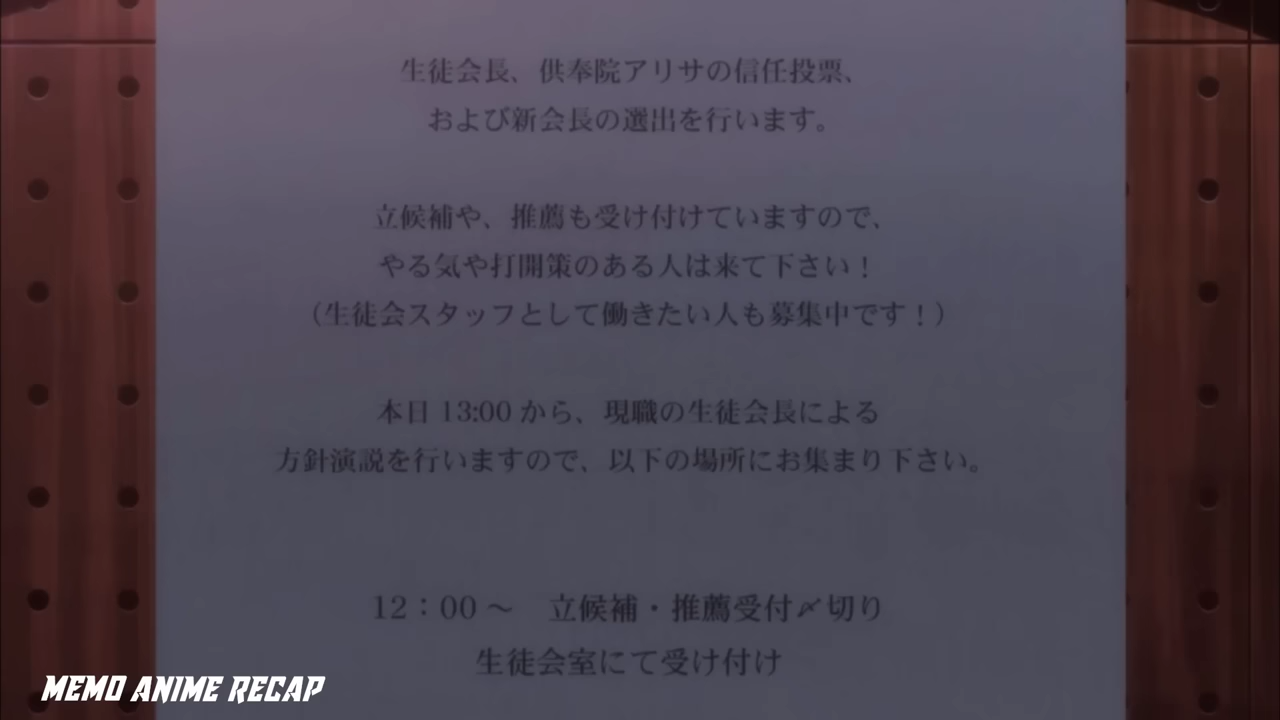 生徒会長、供奉院アリサの信任投票、
および新会長の選出を行います。
立候補や、推薦も受け付けていますので、
やる気や打開策のある人は来て下さい！
（生徒会スタッフとして働きたい人も募集中です！）
本日 13:00 から、現職の生徒会長による
方針演説を行いますので、以下の場所にお集まり下さい。
12：00～　立候補・推薦受付〆切り
生徒会室にて受け付け
MEMO ANIME RECAP